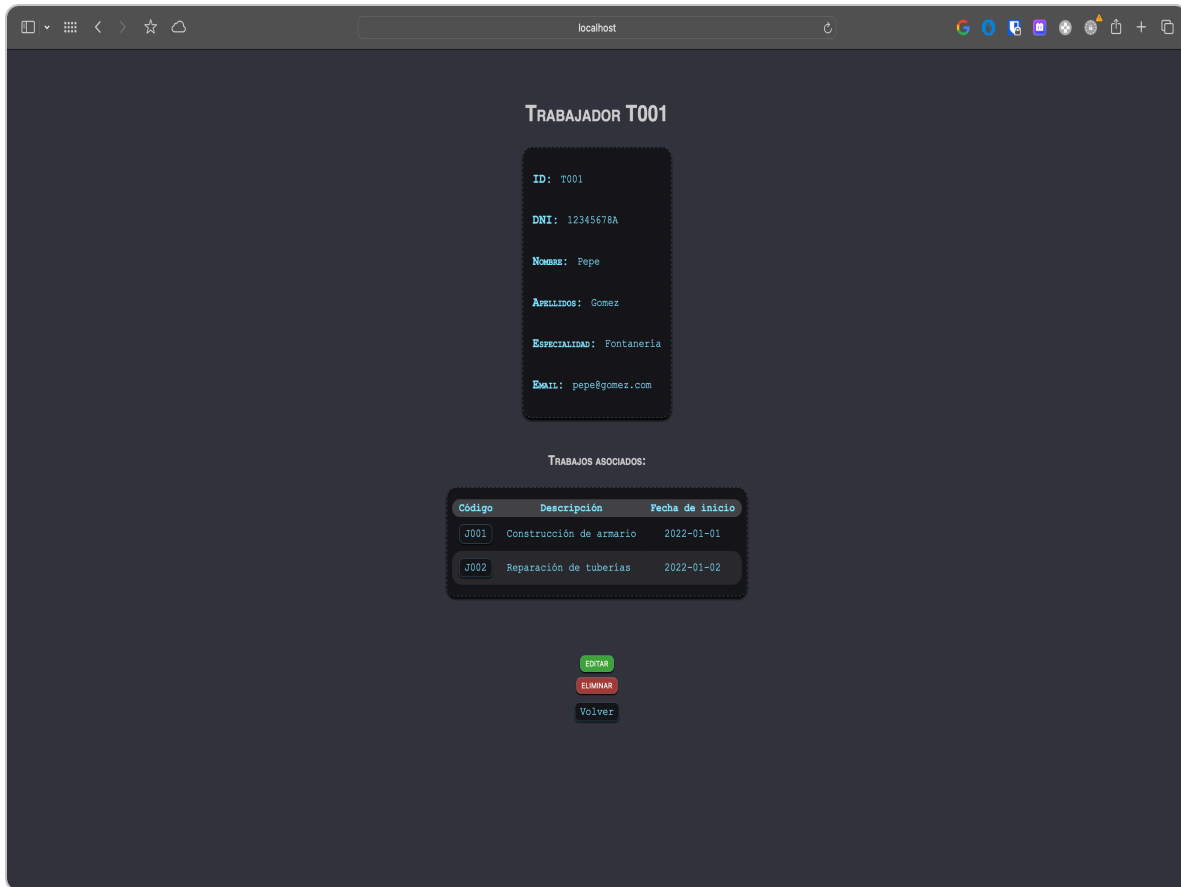 localhost
Trabajador T001
ID: T001
DNI: 12345678A
Nombre: Pepe
Apellidos: Gomez
Especialidad: Fontanería
Email: pepe@gomez.com
Trabajos asociados:
Código Descripción Fecha de inicio
J001 Construcción de armario 2022-01-01
J002 Reparación de tuberías 2022-01-02
EDITAR
ELIMINAR
Volver